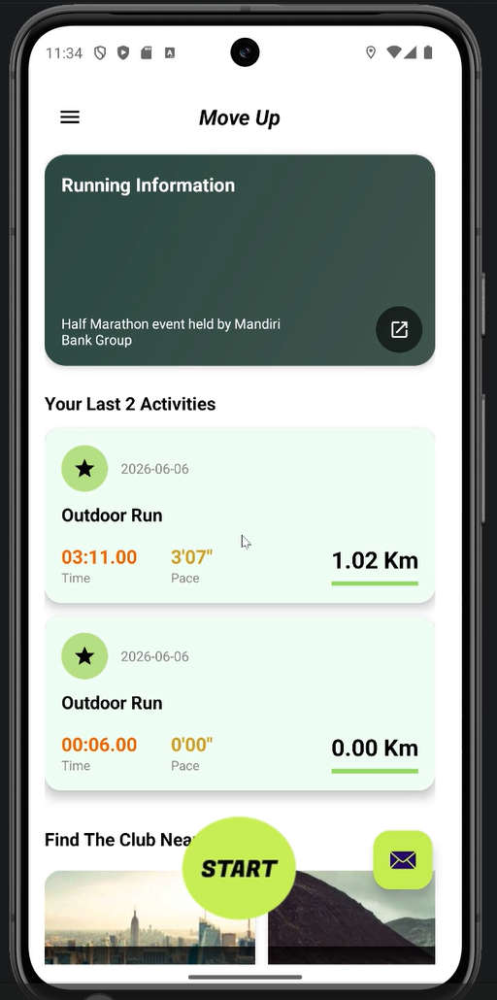 11:34
Move Up
Running Information
Half Marathon event held by Mandiri
Bank Group
Your Last 2 Activities
2026-06-06
Outdoor Run
03:11.00 3'07" 1.02 Km
Time Pace
2026-06-06
Outdoor Run
00:06.00 0'00" 0.00 Km
Time Pace
Find The Club Nea
START